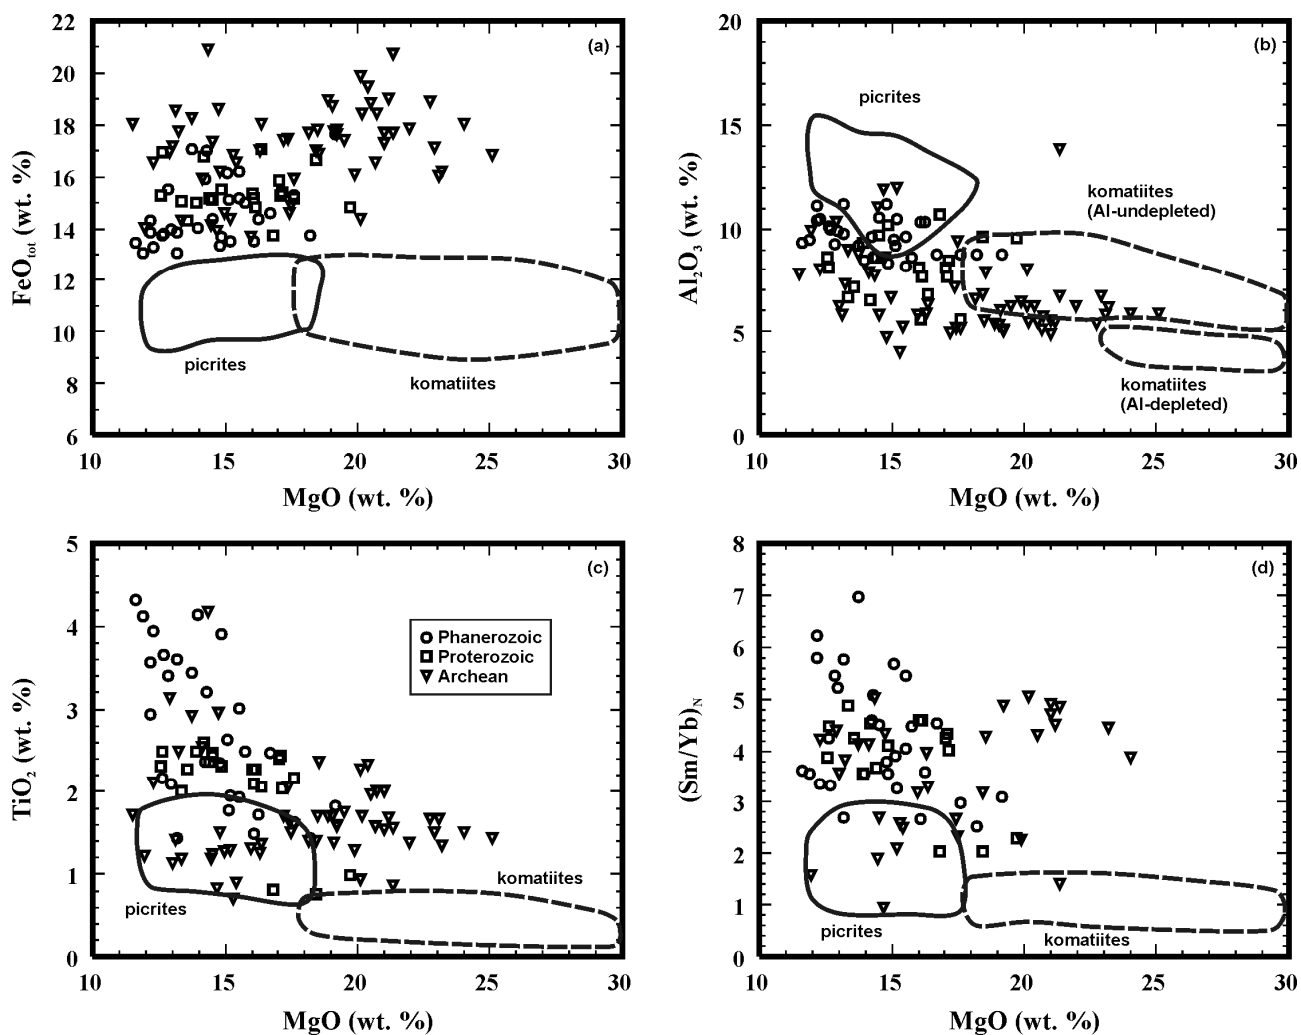 22
20
18
16
14
12
10
8
6
FeOtot (wt. %)
(a)
picrites
komatiites
10
15
20
25
30
MgO (wt. %)
20
15
10
5
0
Al2O3 (wt. %)
(b)
picrites
komatiites
(Al-undepleted)
komatiites
(Al-depleted)
10
15
20
25
30
MgO (wt. %)
5
4
3
2
1
0
TiO2 (wt. %)
(c)
Phanerozoic
Proterozoic
Archean
komatiites
picrites
10
15
20
25
30
MgO (wt. %)
8
7
6
5
4
3
2
1
0
(Sm/Yb)N
(d)
picrites
komatiites
10
15
20
25
30
MgO (wt. %)